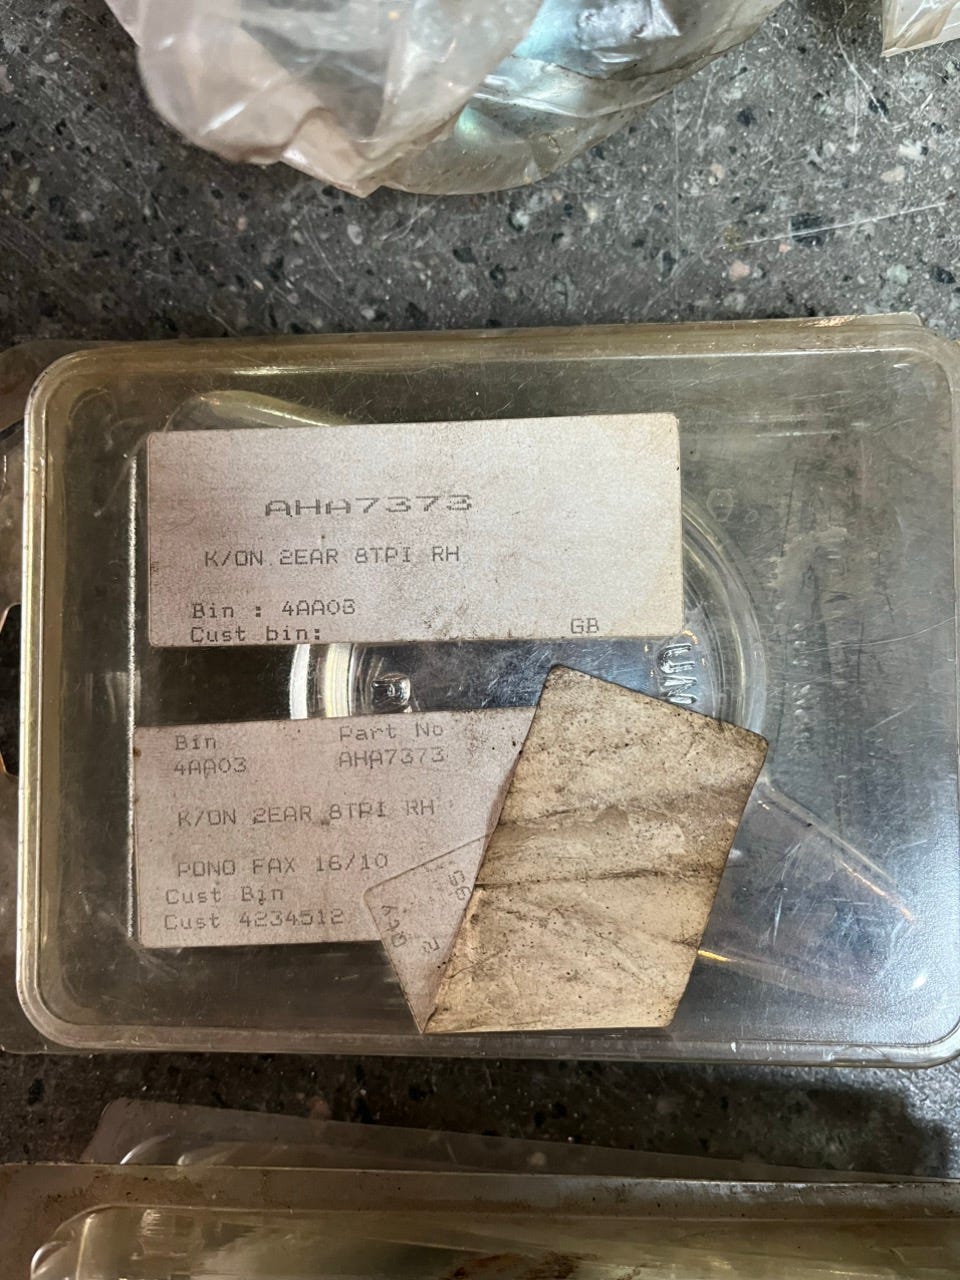 AHA7373
K/ON 2EAR 8TPI RH
Bin : 4AA03
Cust bin:
GB
Bin Part No
4AA03 AHA7373
K/ON 2EAR 8TPI RH
PONO FAX 16/10
Cust Bin
Cust 4234512